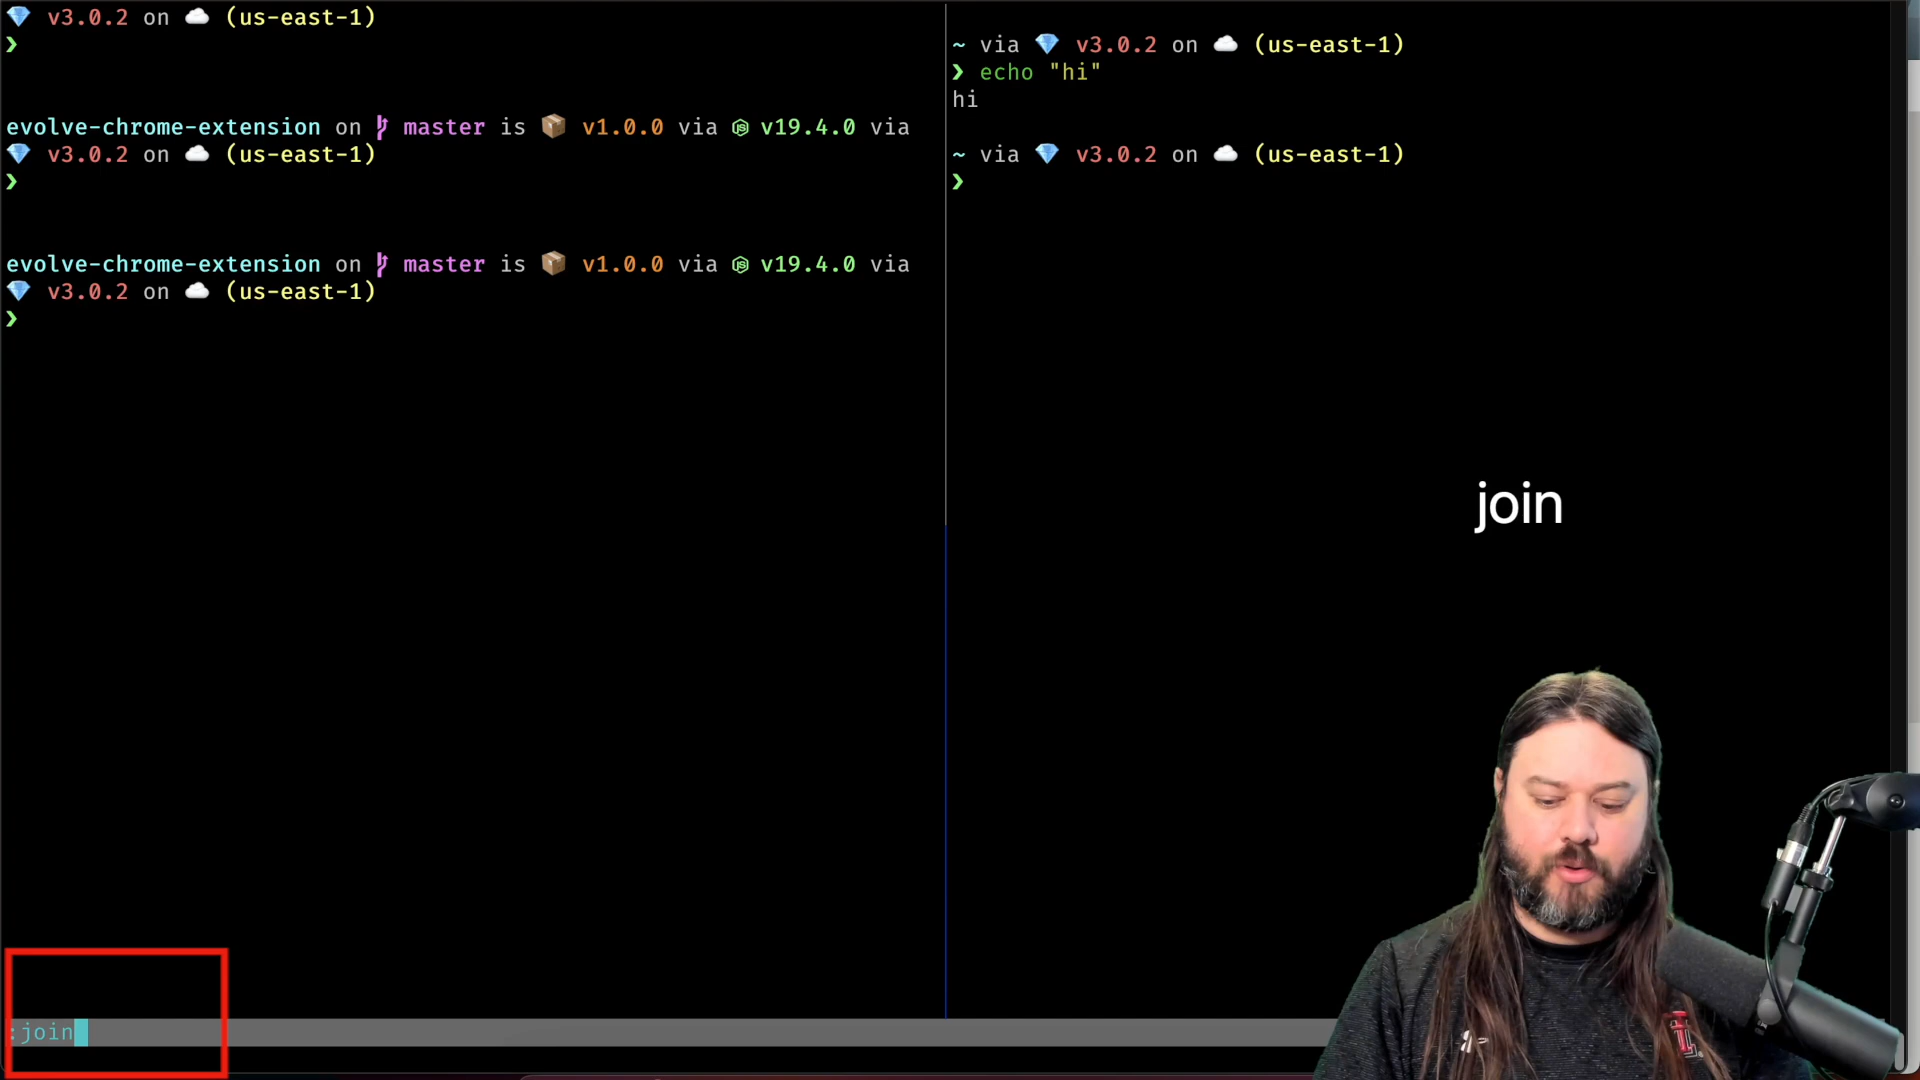 v3.0.2 on (us-east-1)
❯
evolve-chrome-extension on master is v1.0.0 via v19.4.0 via
v3.0.2 on (us-east-1)
❯
evolve-chrome-extension on master is v1.0.0 via v19.4.0 via
v3.0.2 on (us-east-1)
❯
~ via v3.0.2 on (us-east-1)
❯ echo "hi"
hi
~ via v3.0.2 on (us-east-1)
❯
join
:join